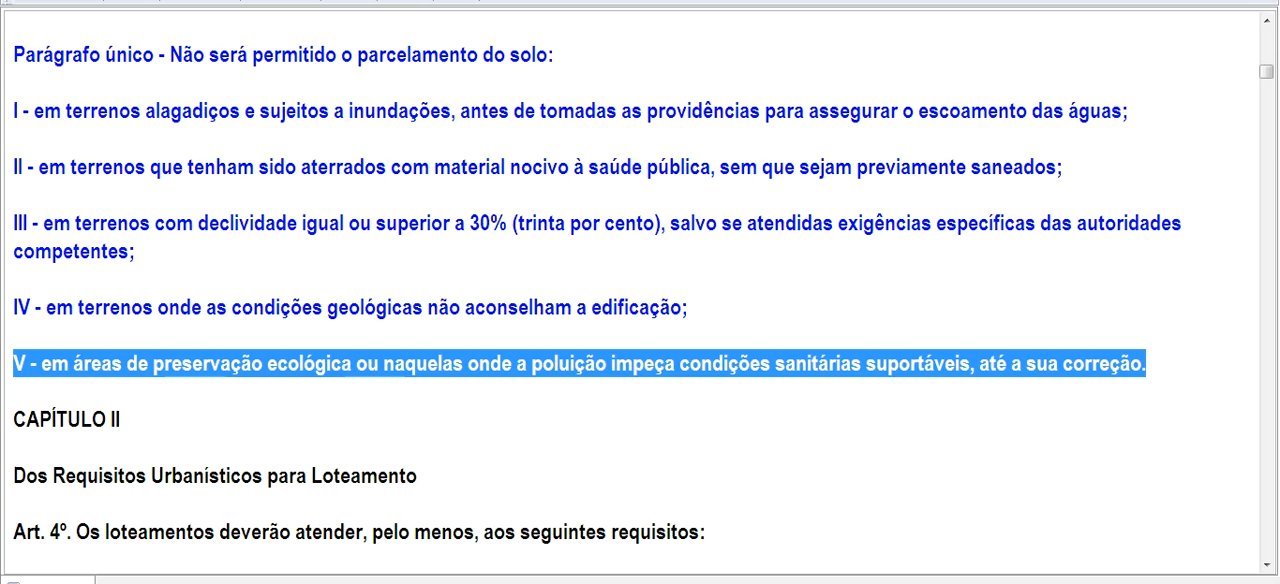 Parágrafo único - Não será permitido o parcelamento do solo:
I - em terrenos alagadiços e sujeitos a inundações, antes de tomadas as providências para assegurar o escoamento das águas;
II - em terrenos que tenham sido aterrados com material nocivo à saúde pública, sem que sejam previamente saneados;
III - em terrenos com declividade igual ou superior a 30% (trinta por cento), salvo se atendidas exigências específicas das autoridades
competentes;
IV - em terrenos onde as condições geológicas não aconselham a edificação;
V - em áreas de preservação ecológica ou naquelas onde a poluição impeça condições sanitárias suportáveis, até a sua correção.
CAPÍTULO II
Dos Requisitos Urbanísticos para Loteamento
Art. 4º. Os loteamentos deverão atender, pelo menos, aos seguintes requisitos: